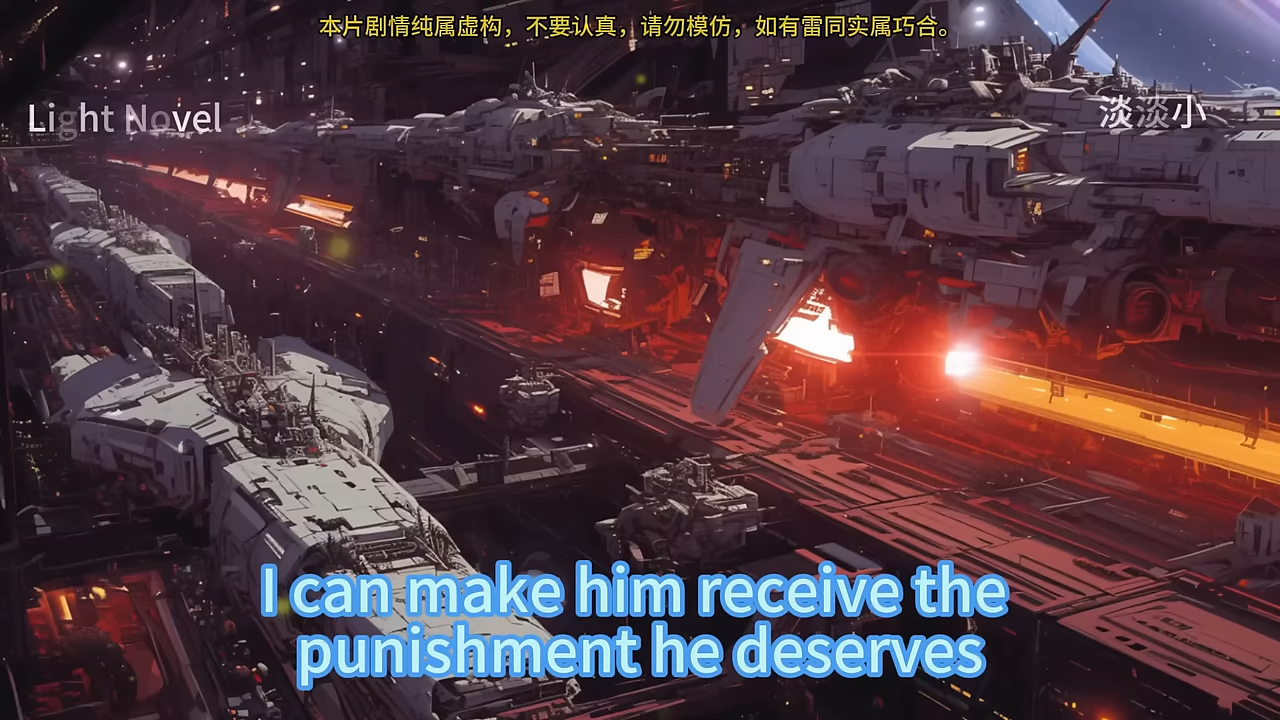 本片剧情纯属虚构，不要认真，请勿模仿，如有雷同实属巧合。
Light Novel
淡淡小
I can make him receive the
punishment he deserves